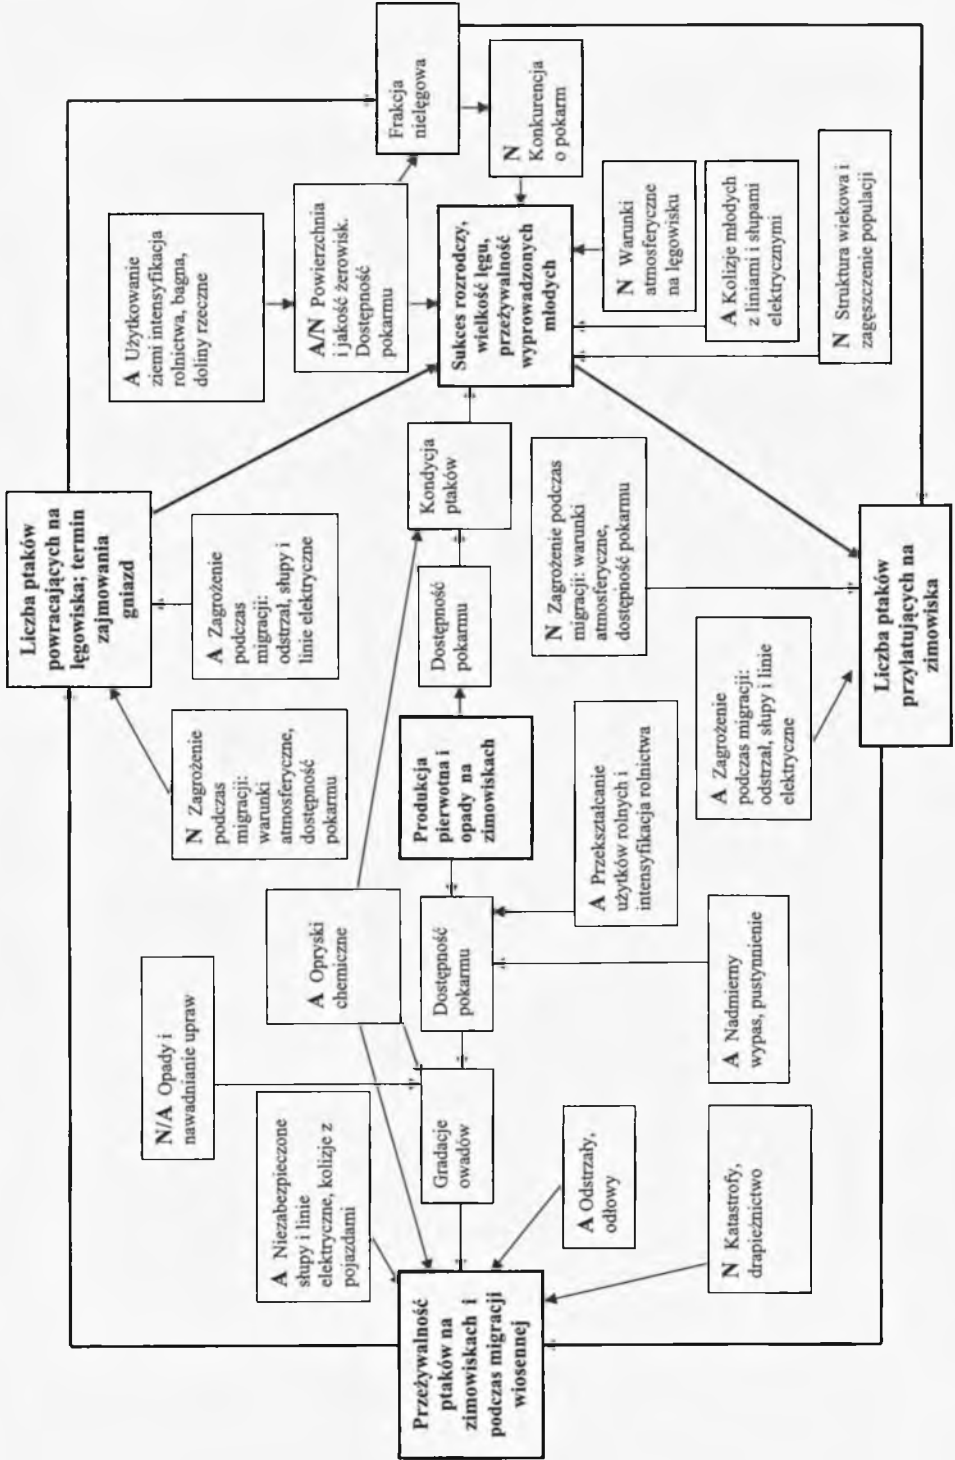 Liczba ptaków
powracających na
lęgowiska; termin
zajmowania
gniazd
N Zagrożenie
podczas
migracji:
warunki
atmosferyczne,
dostępność
pokarmu
A Zagrożenie
podczas
migracji:
odstrzał, słupy i
linie elektryczne
A Użytkowanie
ziemi intensyfikacja
rolnictwa, bagna,
doliny rzeczne
A/N Powierzchnia
i jakość żerowisk.
Dostępność
pokarmu
Frakcja
nielęgowa
N
Konkurencja
o pokarm
N/A Opady i
nawadnianie upraw
A Opryski
chemiczne
A Niezabezpieczone
słupy i linie
elektryczne, kolizje z
pojazdami
Przeżywalność
ptaków na
zimowiskach i
podczas migracji
wiosennej
Gradacje
owadów
Dostępność
pokarmu
Produkcja
pierwotna i
opady na
zimowiskach
Dostępność
pokarmu
Kondycja
ptaków
Sukces rozrodczy,
wielkość lęgu,
przeżywalność
wyprowadzonych
młodych
A Odstrzały,
odłowy
N Katastrofy,
drapieżnictwo
A Przekształcanie
użytków rolnych i
intensyfikacja rolnictwa
A Nadmierny
wypas, pustynnienie
N Zagrożenie podczas
migracji: warunki
atmosferyczne,
dostępność pokarmu
A Zagrożenie
podczas migracji:
odstrzał, słupy i linie
elektryczne
N Warunki
atmosferyczne
na lęgowisku
A Kolizje młodych
z liniami i słupami
elektrycznymi
N Struktura wiekowa i
zagęszczenie populacji
Liczba ptaków
przylatujących na
zimowiska